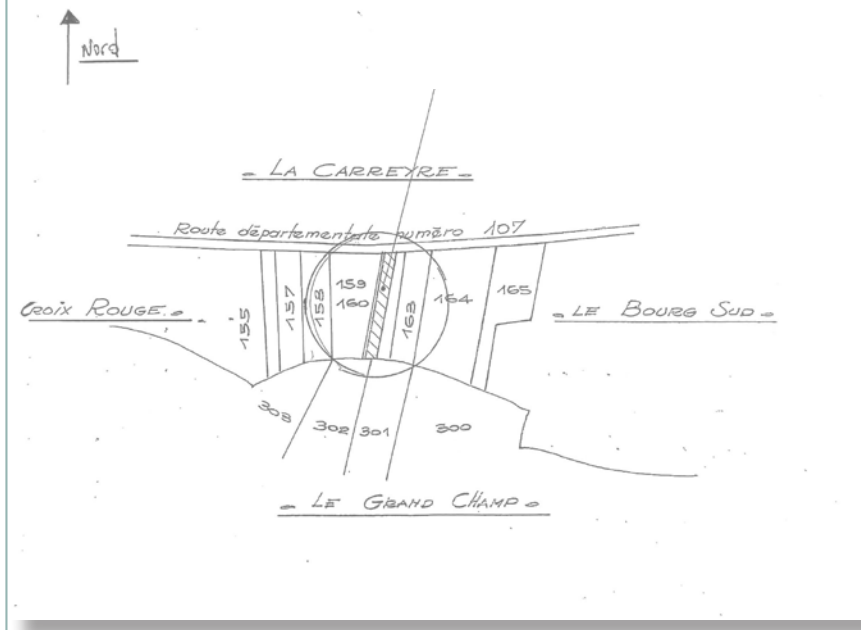 Nord
- LA CARREYRE -
Route départementale numéro 107
CROIX ROUGE. -
155
157
158
159
160
163
164
165
- LE BOURG SUD -
303
302
301
300
- LE GRAND CHAMP -